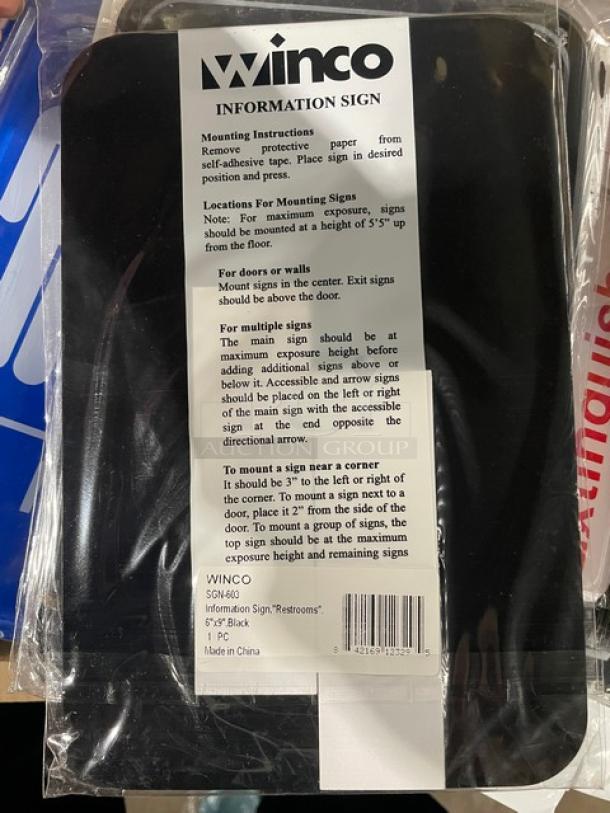 Winco
INFORMATION SIGN
Mounting Instructions
Remove protective paper from
self-adhesive tape. Place sign in desired
position and press.
Locations For Mounting Signs
Note: For maximum exposure, signs
should be mounted at a height of 5'5" up
from the floor.
For doors or walls
Mount signs in the center. Exit signs
should be above the door.
For multiple signs
The main sign should be at
maximum exposure height before
adding additional signs above or
below it. Accessible and arrow signs
should be placed on the left or right
of the main sign with the accessible
sign at the end opposite the
directional arrow.
AUCTION GROUP
To mount a sign near a corner
It should be 3" to the left or right of
the corner. To mount a sign next to a
door, place it 2" from the side of the
door. To mount a group of signs, the
top sign should be at the maximum
exposure height and remaining signs
WINCO
SGN-603
Information Sign,"Restrooms".
6"x9".Black
1 PC
Made in China
8 42169 12329 5
xtinguish